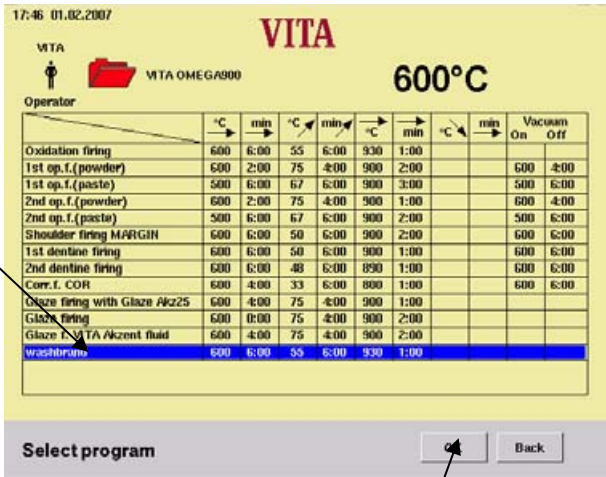 17:46 01.02.2007
VITA
VITA
VITA OMEGA900
600°C
Operator
°C min °C min °C min °C min Vacuum
On Off
Oxidation firing 600 6:00 55 6:00 930 1:00
1st op.f.(powder) 600 2:00 75 4:00 900 2:00 600 4:00
1st op.f.(paste) 500 6:00 67 6:00 900 3:00 500 6:00
2nd op.f.(powder) 600 2:00 75 4:00 900 1:00 600 4:00
2nd op.f.(paste) 500 6:00 67 6:00 900 2:00 500 6:00
Shoulder firing MARGIN 600 6:00 50 6:00 900 2:00 600 6:00
1st dentine firing 600 6:00 50 6:00 900 1:00 600 6:00
2nd dentine firing 600 6:00 48 6:00 890 1:00 600 6:00
Corr.f. COR 600 4:00 33 6:00 800 1:00 600 6:00
Glaze firing with Glaze Akz25 600 4:00 75 4:00 900 1:00
Glaze firing 600 0:00 75 4:00 900 2:00
Glaze f. VITA Akzent fluid 600 4:00 75 4:00 900 2:00
washbrand 600 6:00 55 6:00 930 1:00
Select program
OK Back